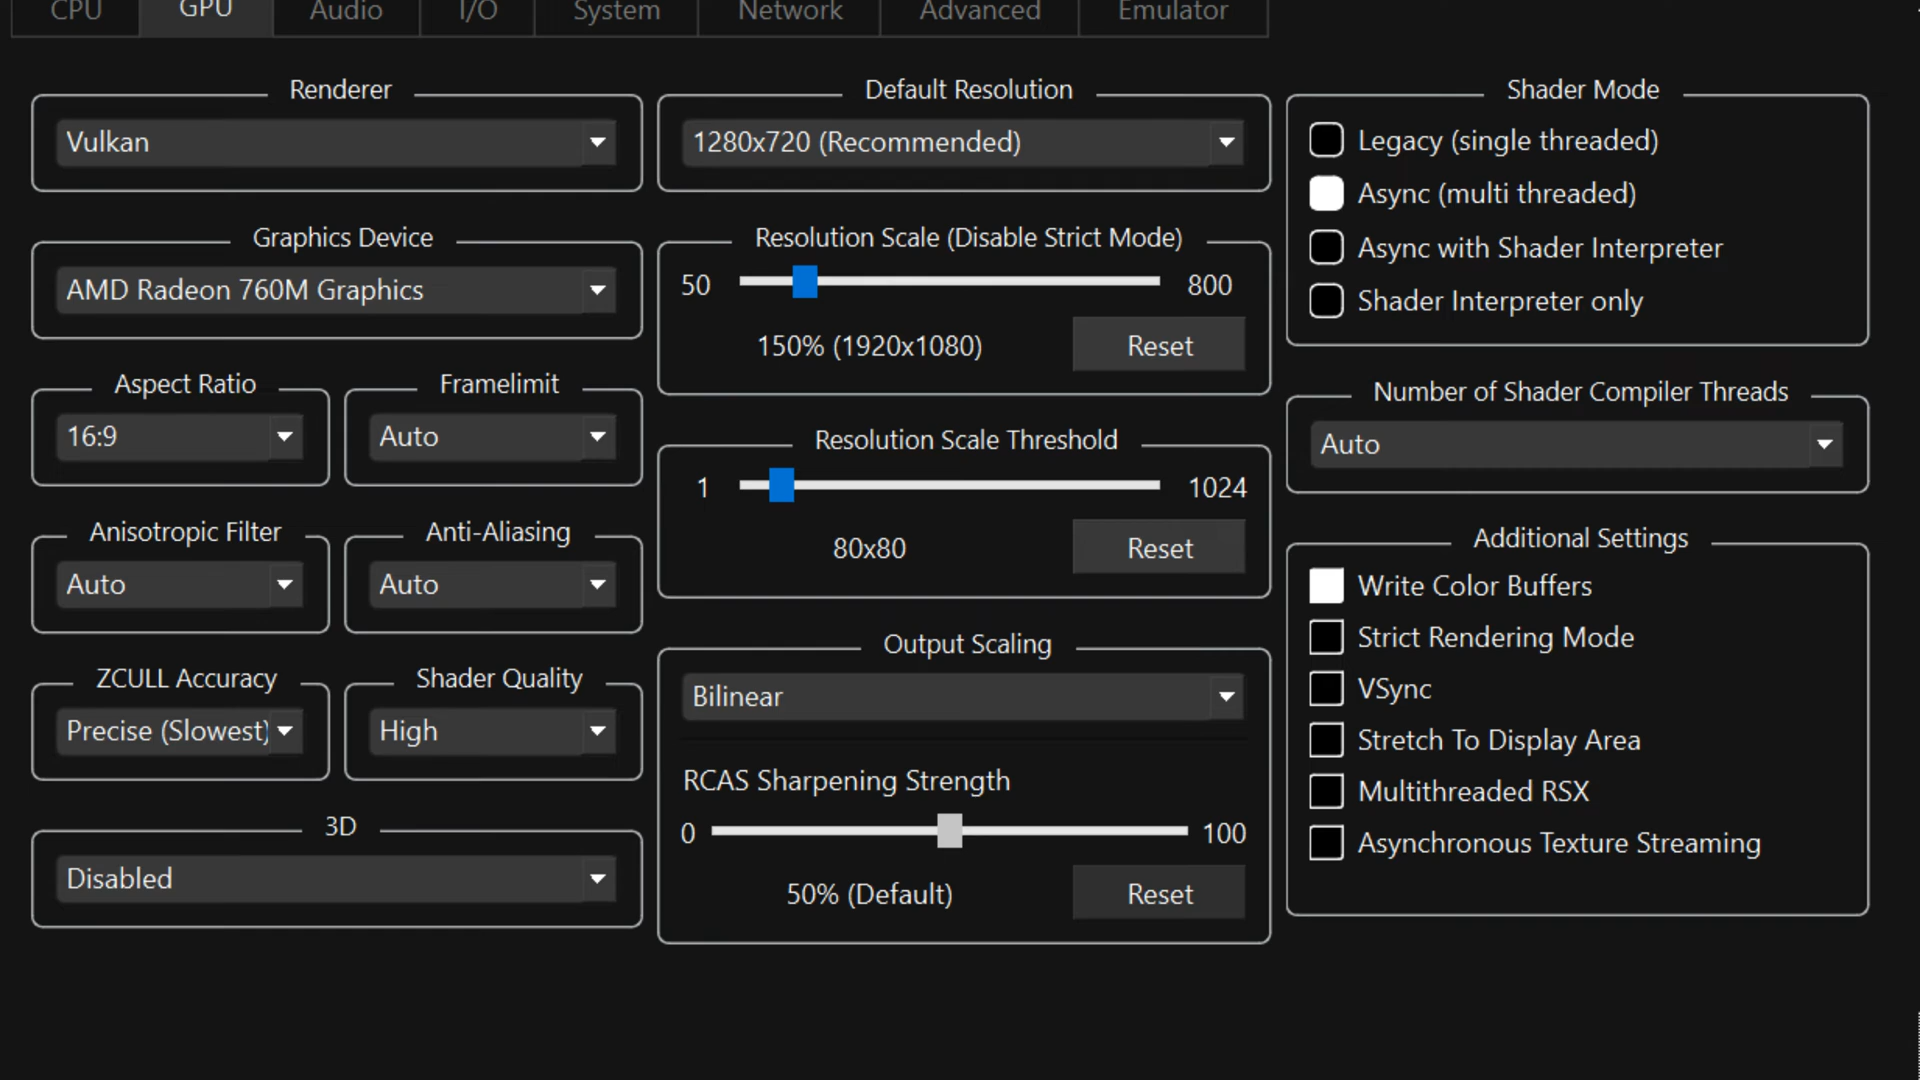 CPU GPU Audio I/O System Network Advanced Emulator
Renderer
Vulkan
Graphics Device
AMD Radeon 760M Graphics
Aspect Ratio
16:9
Framelimit
Auto
Anisotropic Filter
Auto
Anti-Aliasing
Auto
ZCULL Accuracy
Precise (Slowest)
Shader Quality
High
3D
Disabled
Default Resolution
1280x720 (Recommended)
Resolution Scale (Disable Strict Mode)
50 800
150% (1920x1080) Reset
Resolution Scale Threshold
1 1024
80x80 Reset
Output Scaling
Bilinear
RCAS Sharpening Strength
0 100
50% (Default) Reset
Shader Mode
Legacy (single threaded)
Async (multi threaded)
Async with Shader Interpreter
Shader Interpreter only
Number of Shader Compiler Threads
Auto
Additional Settings
Write Color Buffers
Strict Rendering Mode
VSync
Stretch To Display Area
Multithreaded RSX
Asynchronous Texture Streaming